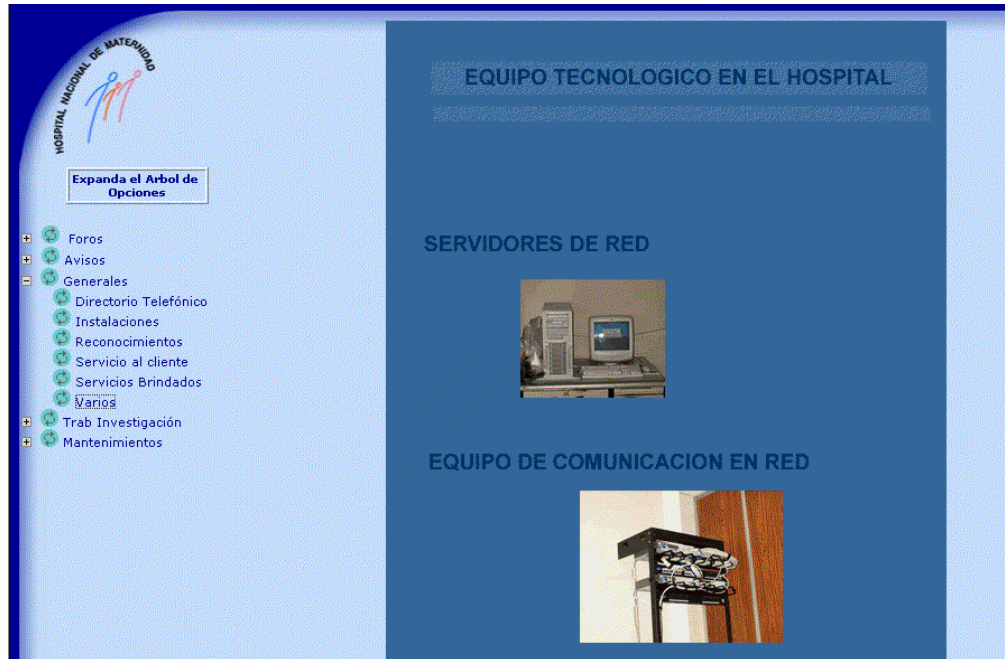 HOSPITAL NACIONAL DE MATERNIDAD
Expanda el Arbol de
Opciones
Foros
Avisos
Generales
Directorio Telefónico
Instalaciones
Reconocimientos
Servicio al cliente
Servicios Brindados
Varios
Trab Investigación
Mantenimientos
EQUIPO TECNOLOGICO EN EL HOSPITAL
SERVIDORES DE RED
EQUIPO DE COMUNICACION EN RED